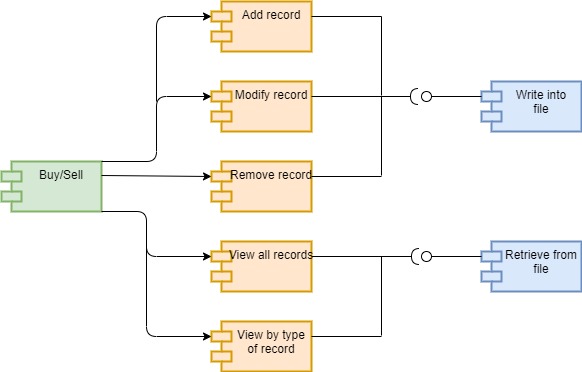 Add record
Modify record
Write into
file
Buy/Sell
Remove record
View all records
Retrieve from
file
View by type
of record